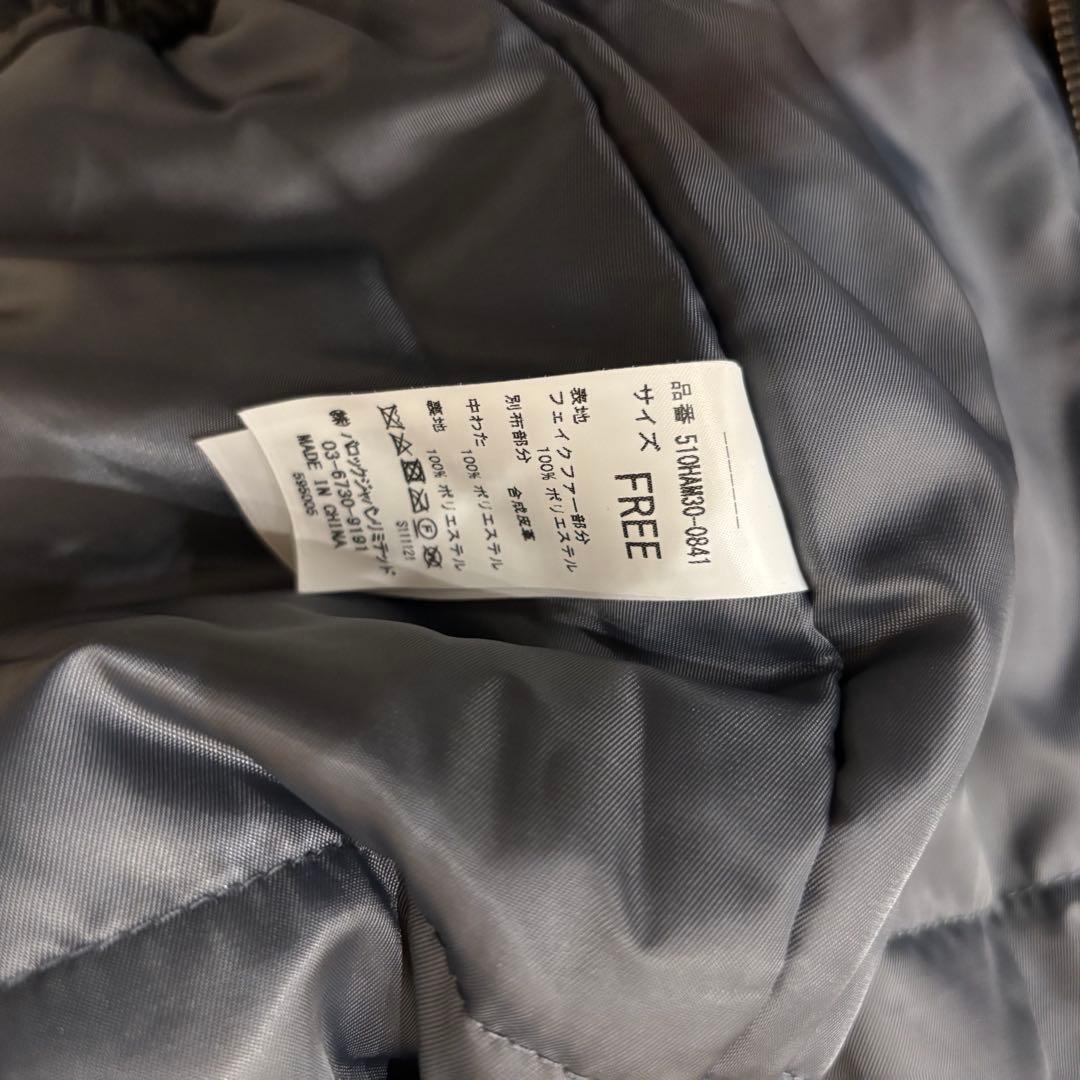 品番 510HAM30-0841
サイズ FREE
表地
フェイクファー部分
100% ポリエステル
別布部分 合成皮革
中わた 100% ポリエステル
裏地 100% ポリエステル
S111121
㈱ バロックジャパンリミテッド
03-6730-9191
MADE IN CHINA
595005